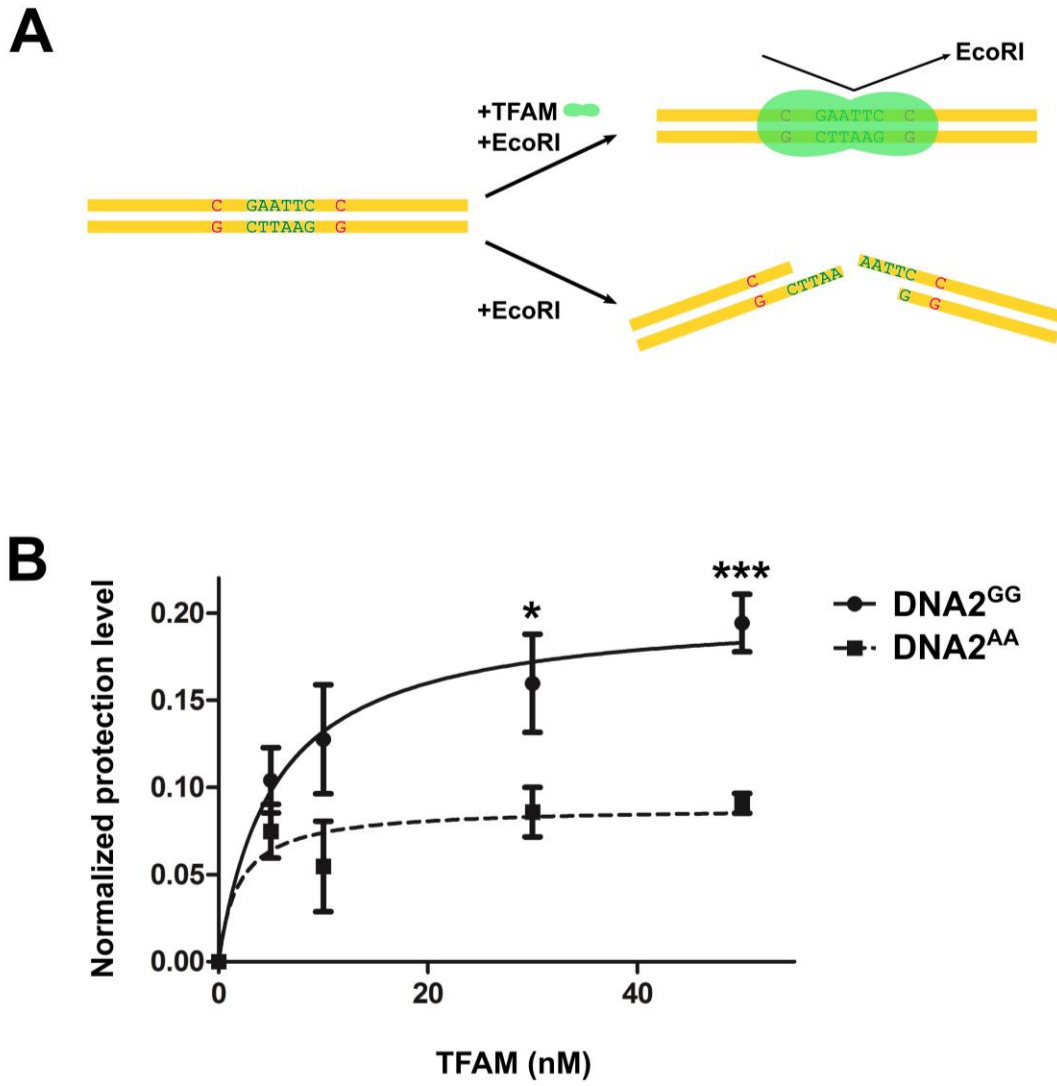 A
+TFAM
+EcoRI
EcoRI
C GAATTC C
G CTTAAG G
C GAATTC C
G CTTAAG G
+EcoRI
C
G CTTAA
AATTC C
G G
B
Normalized protection level
0.20
0.15
0.10
0.05
0.00
0
20
40
*
***
DNA2GG
DNA2AA
TFAM (nM)